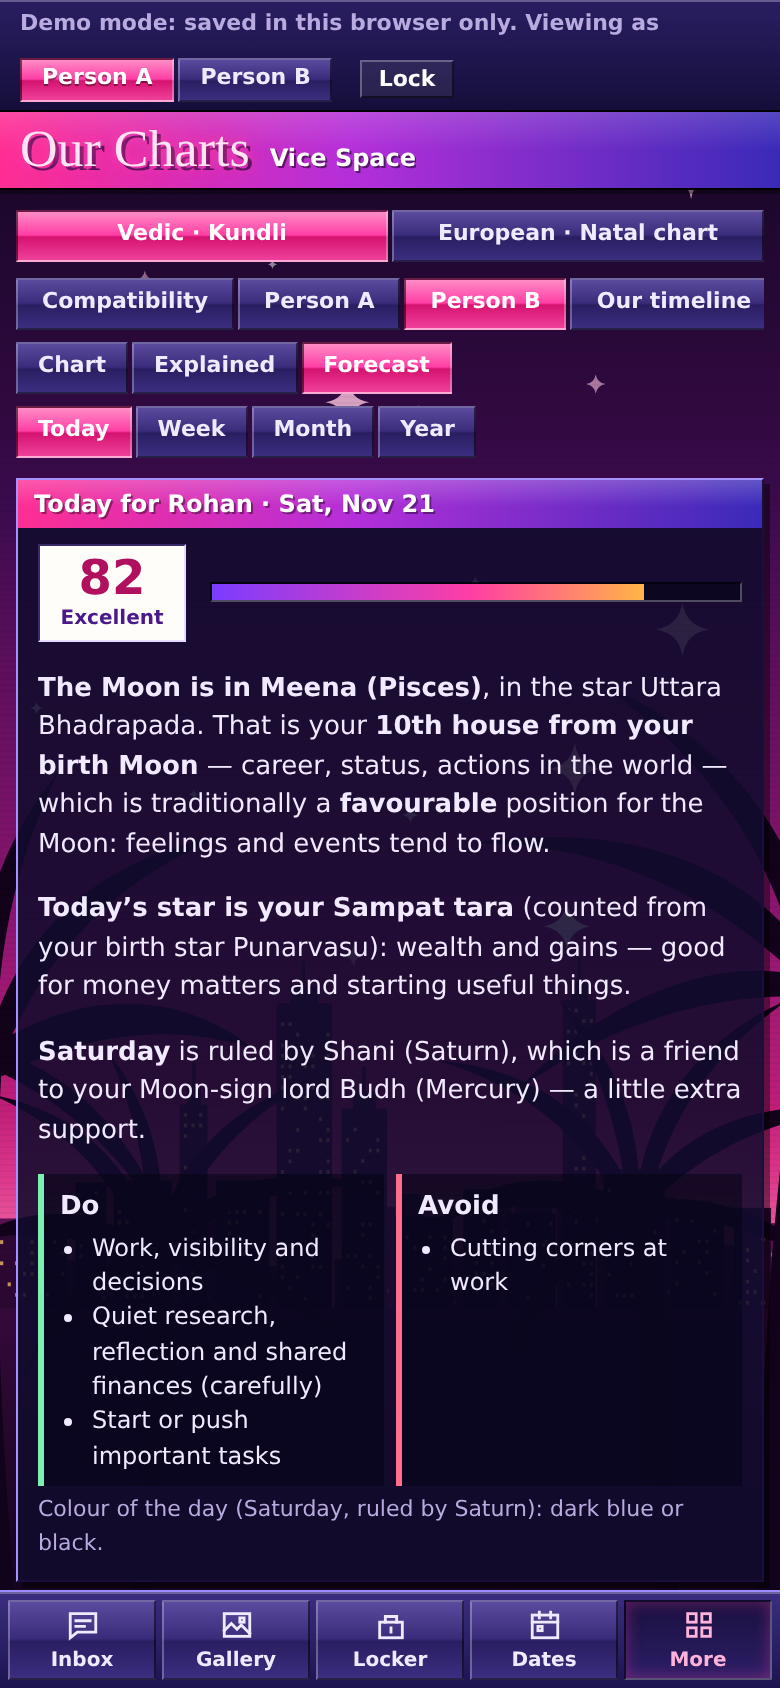 Demo mode: saved in this browser only. Viewing as
Person A Person B Lock
Our Charts Vice Space
Vedic · Kundli European · Natal chart
Compatibility Person A Person B Our timeline
Chart Explained Forecast
Today Week Month Year
Today for Rohan · Sat, Nov 21
82
Excellent
The Moon is in Meena (Pisces), in the star Uttara
Bhadrapada. That is your 10th house from your
birth Moon — career, status, actions in the world —
which is traditionally a favourable position for the
Moon: feelings and events tend to flow.
Today’s star is your Sampat tara (counted from
your birth star Punarvasu): wealth and gains — good
for money matters and starting useful things.
Saturday is ruled by Shani (Saturn), which is a friend
to your Moon-sign lord Budh (Mercury) — a little extra
support.
Do
• Work, visibility and
decisions
• Quiet research,
reflection and shared
finances (carefully)
• Start or push
important tasks
Avoid
• Cutting corners at
work
Colour of the day (Saturday, ruled by Saturn): dark blue or
black.
Inbox Gallery Locker Dates More